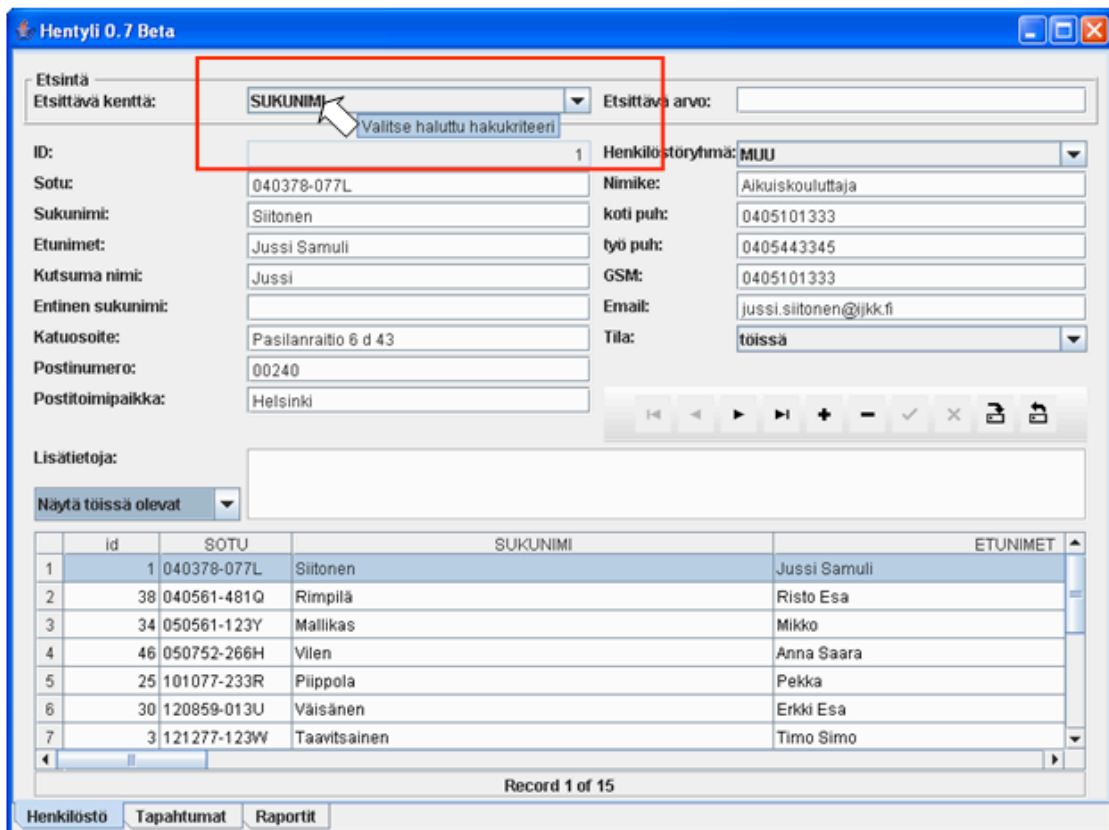 Hentyli 0.7 Beta
Etsintä
Etsittävä kenttä: SUKUNIMI Etsittävä arvo:
Valitse haluttu hakukriteeri
ID: 1 Henkilöstöryhmä: MUU
Sotu: 040378-077L Nimike: Aikuiskouluttaja
Sukunimi: Siitonen koti puh: 0405101333
Etunimet: Jussi Samuli työ puh: 0405443345
Kutsuma nimi: Jussi GSM: 0405101333
Entinen sukunimi: Email: jussi.siitonen@ijkk.fi
Katuosoite: Pasilanraitio 6 d 43 Tila: töissä
Postinumero: 00240
Postitoimipaikka: Helsinki
Lisätietoja:
Näytä töissä olevat
id SOTU SUKUNIMI ETUNIMET
1 1 040378-077L Siitonen Jussi Samuli
2 38 040561-481Q Rimpilä Risto Esa
3 34 050561-123Y Mallikas Mikko
4 46 050752-266H Vilen Anna Saara
5 25 101077-233R Piippola Pekka
6 30 120859-013U Väisänen Erkki Esa
7 3 121277-123W Taavitsainen Timo Simo
Record 1 of 15
Henkilöstö Tapahtumat Raportit